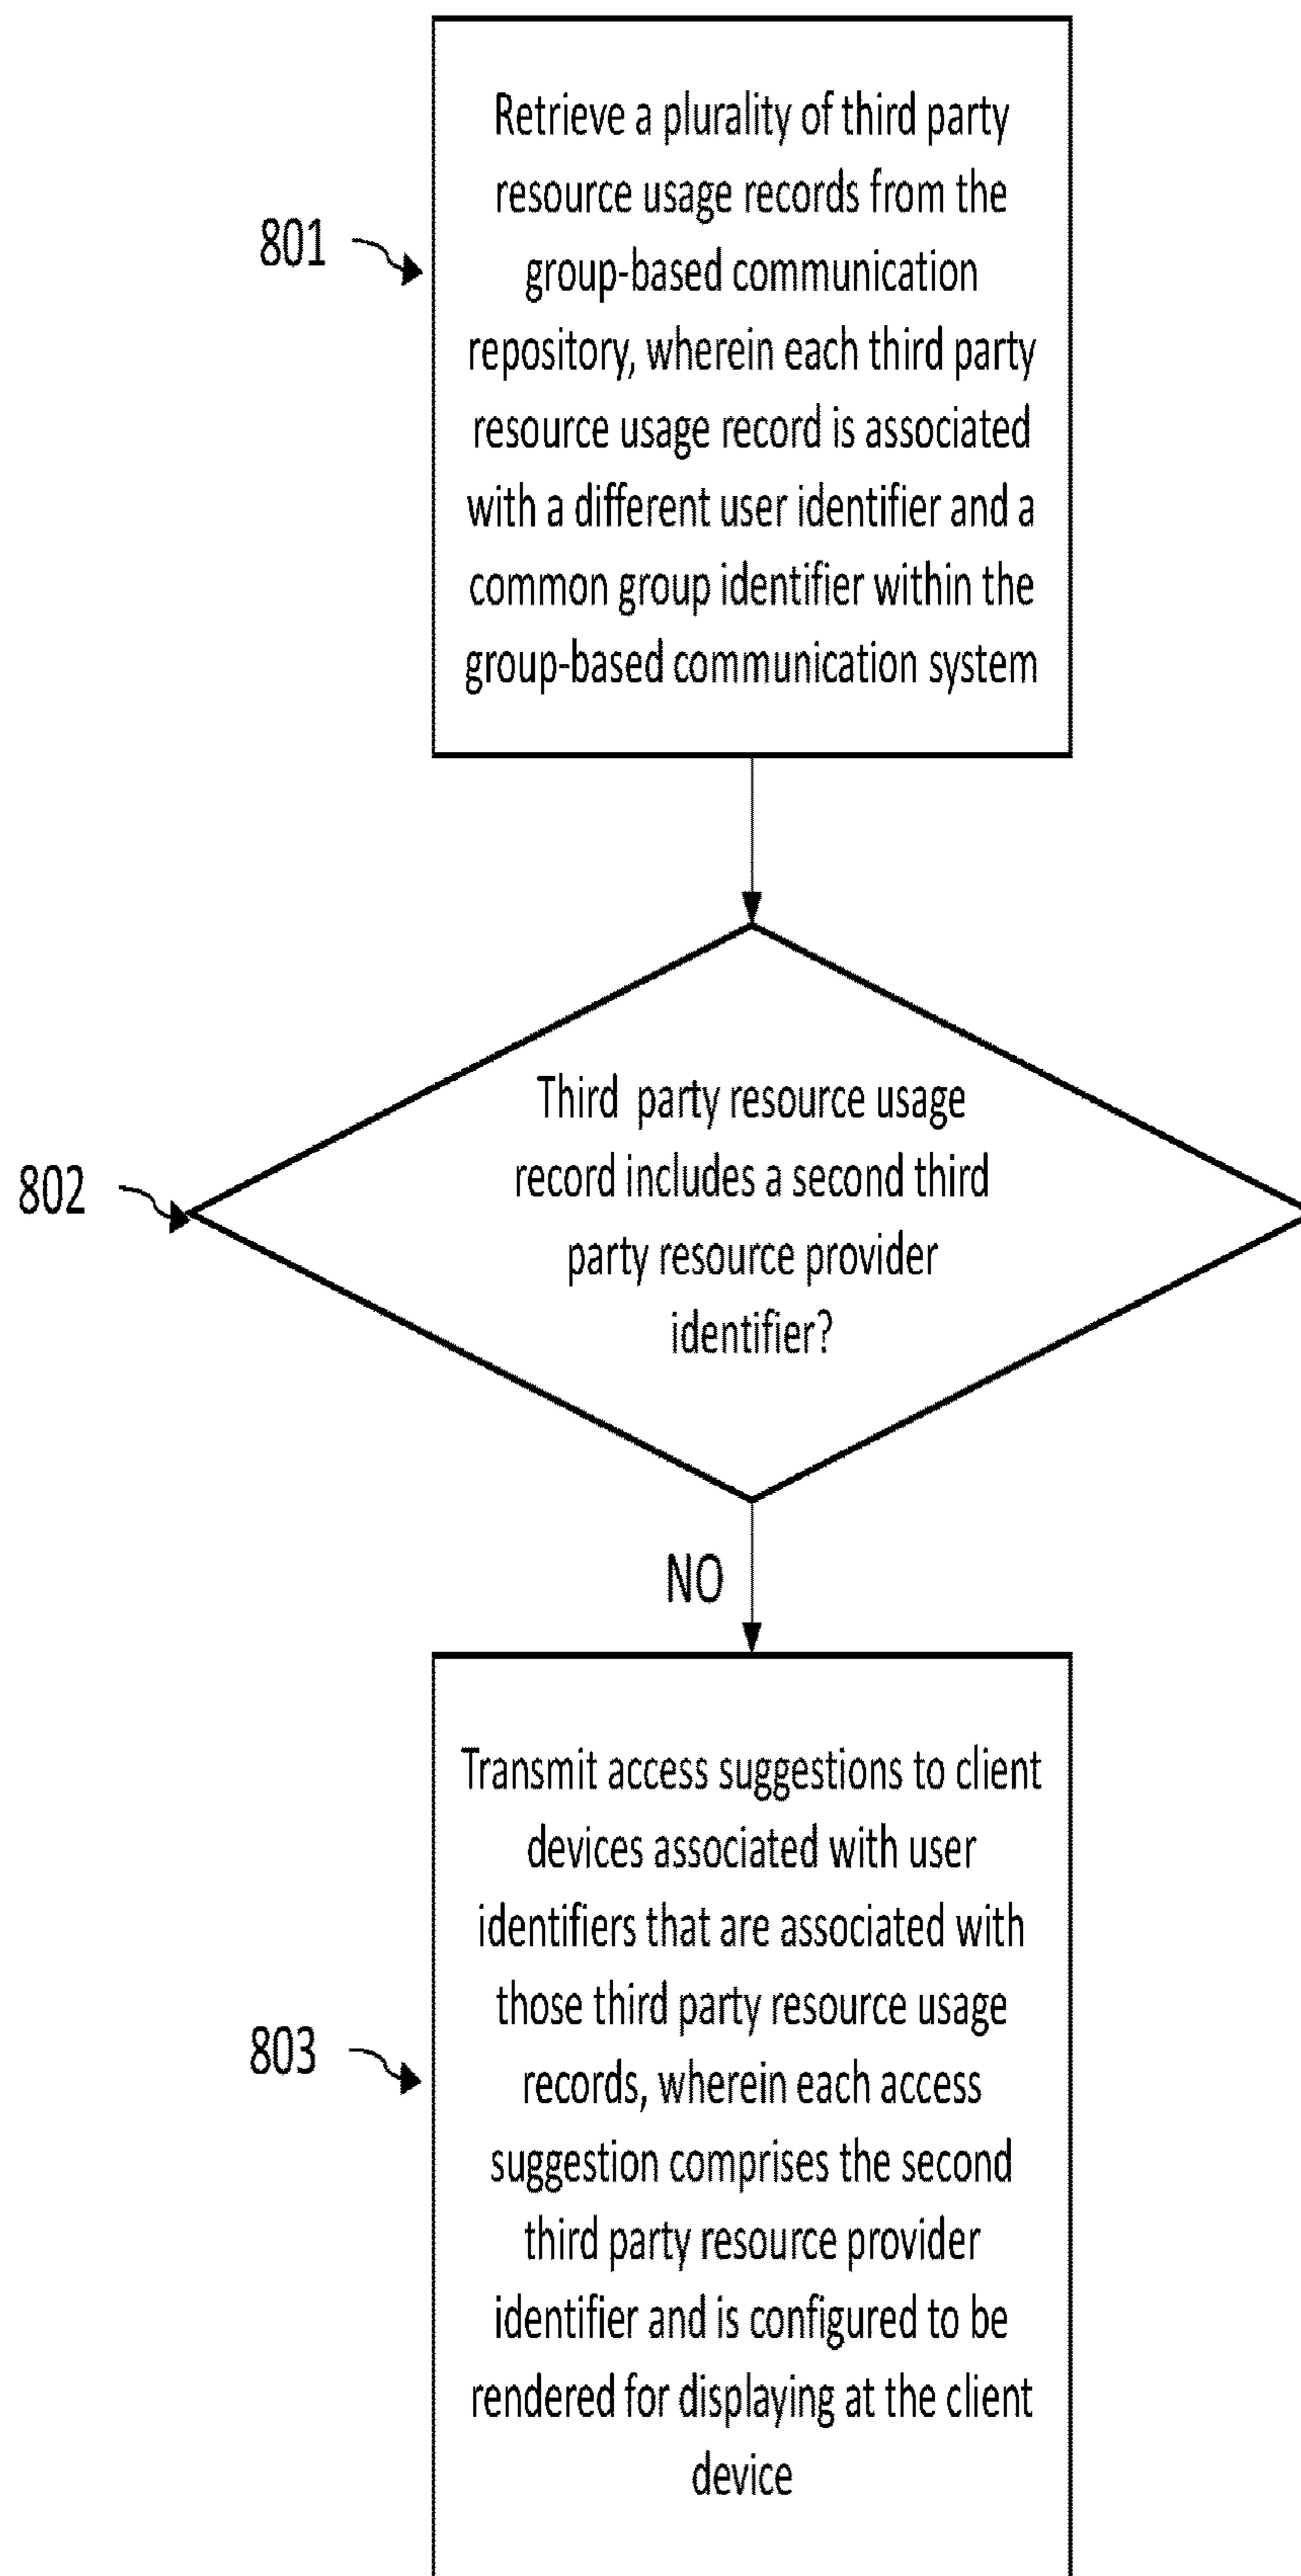 Retrieve a plurality of third party
resource usage records from the
group-based communication
repository, wherein each third party
resource usage record is associated
with a different user identifier and a
common group identifier within the
group-based communication system
801
Third party resource usage
record includes a second third
party resource provider
identifier?
802
NO
Transmit access suggestions to client
devices associated with user
identifiers that are associated with
those third party resource usage
records, wherein each access
suggestion comprises the second
third party resource provider
identifier and is configured to be
rendered for displaying at the client
device
803